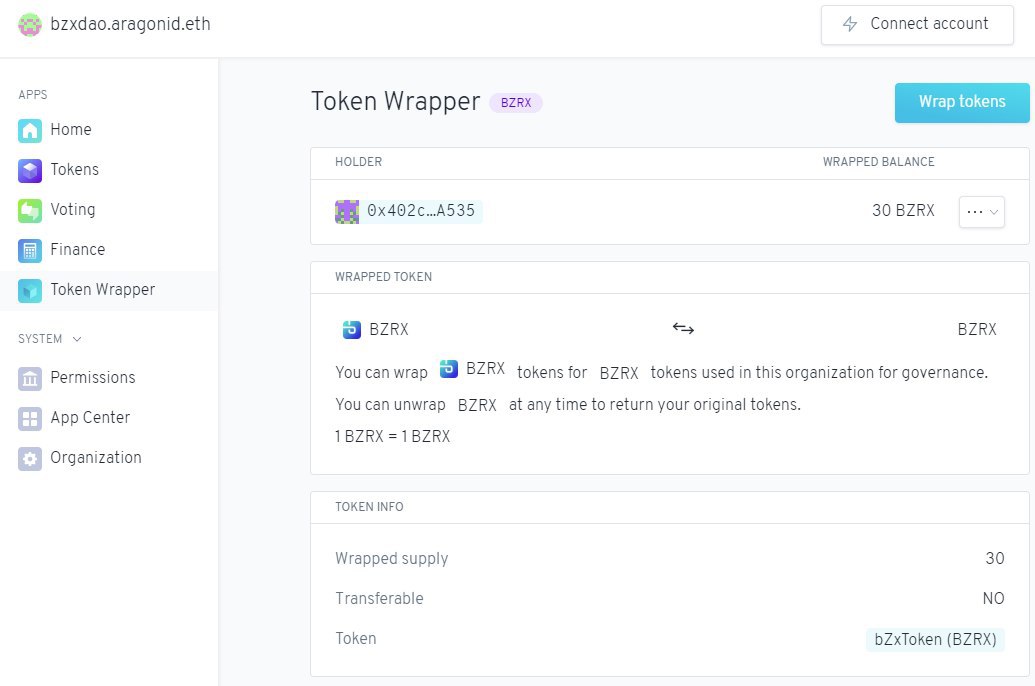 bzxdao.aragonid.eth
Connect account
APPS
Home
Tokens
Voting
Finance
Token Wrapper
SYSTEM
Permissions
App Center
Organization
Token Wrapper BZRX
Wrap tokens
HOLDER WRAPPED BALANCE
0x402c…A535 30 BZRX
WRAPPED TOKEN
BZRX BZRX
You can wrap BZRX tokens for BZRX tokens used in this organization for governance.
You can unwrap BZRX at any time to return your original tokens.
1 BZRX = 1 BZRX
TOKEN INFO
Wrapped supply 30
Transferable NO
Token bZxToken (BZRX)